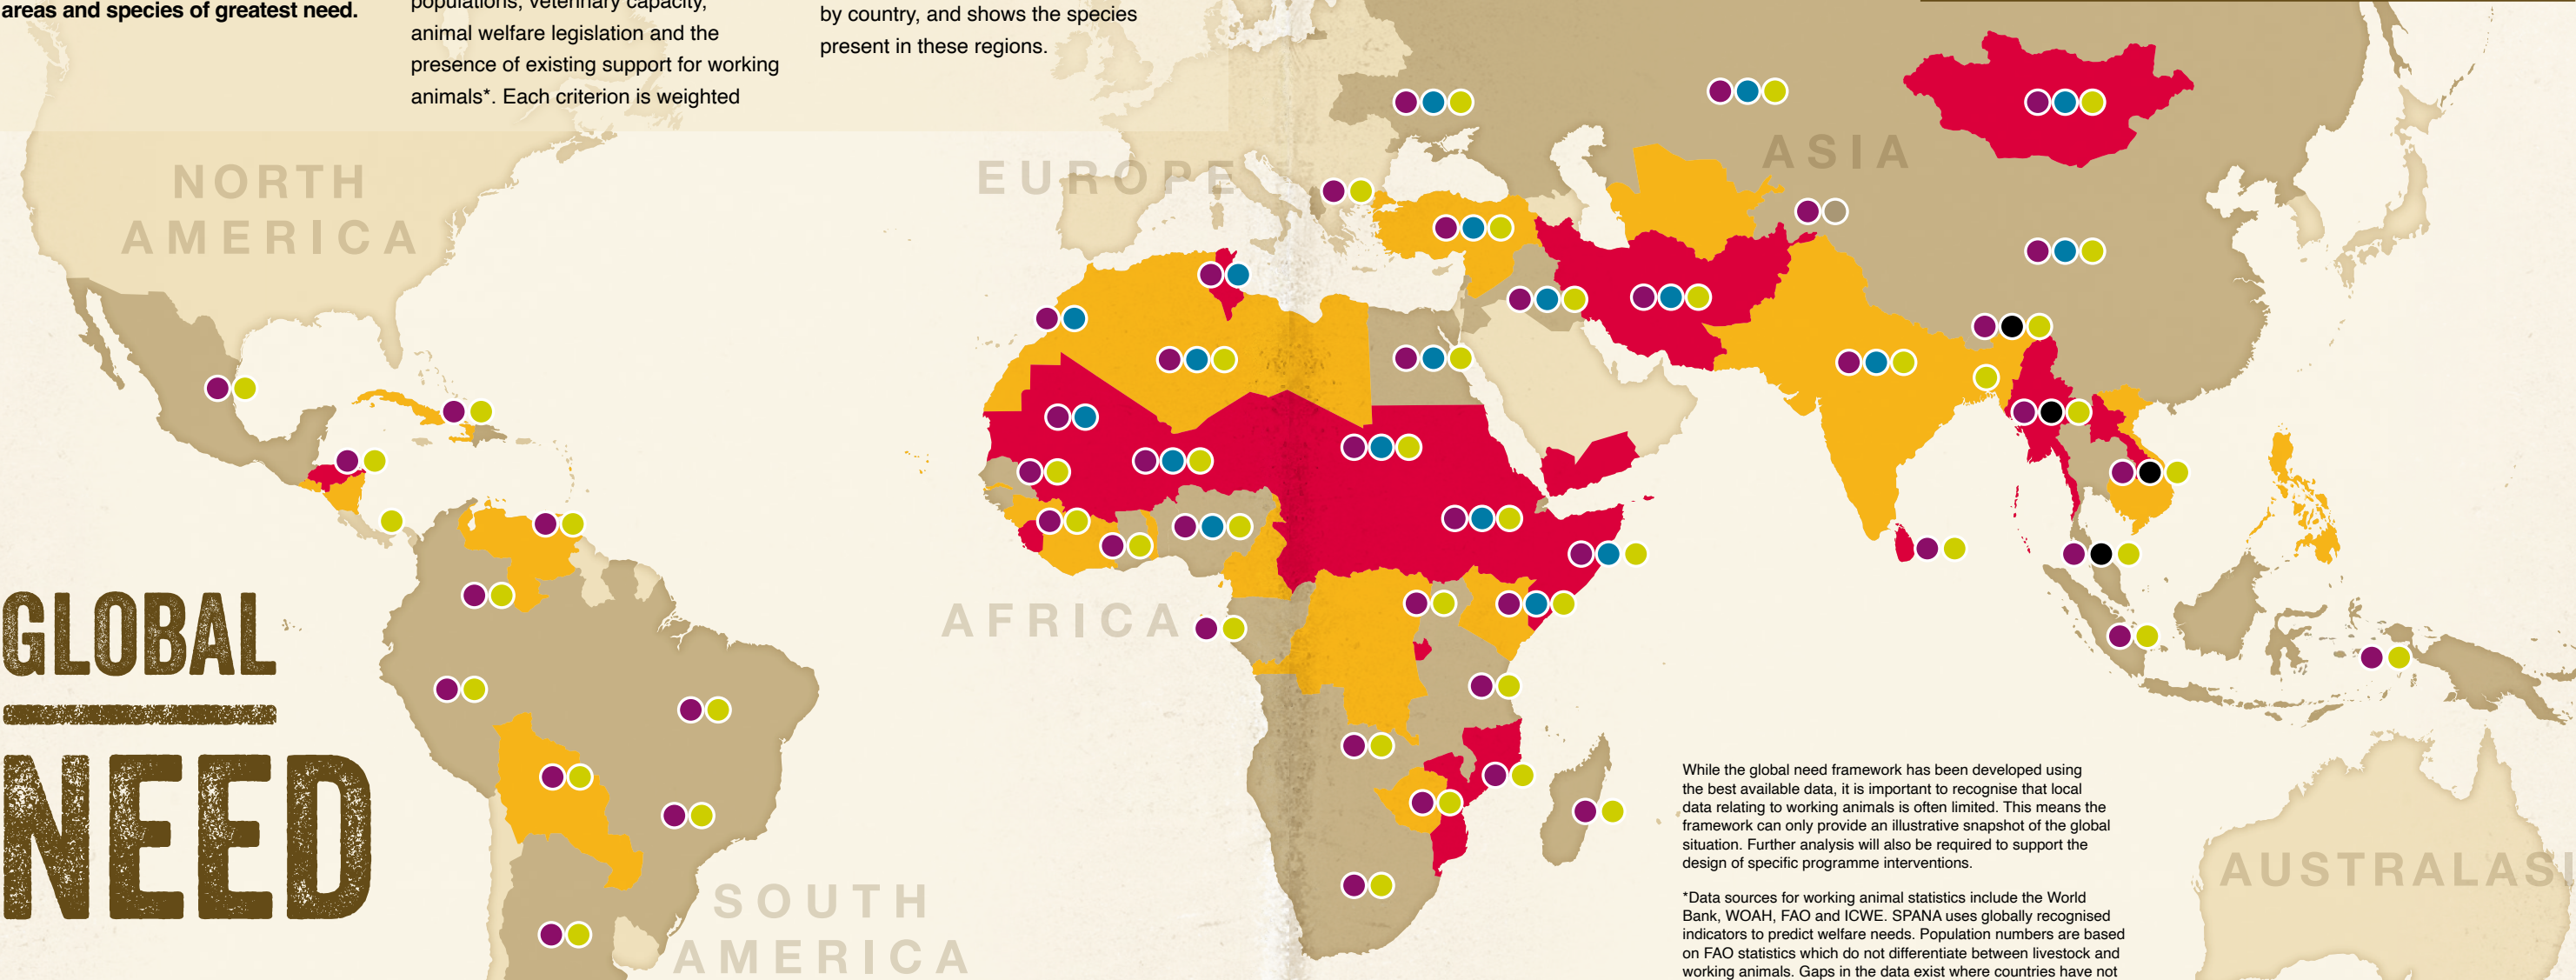 areas and species of greatest need.
populations, veterinary capacity,
animal welfare legislation and the
presence of existing support for working
animals*. Each criterion is weighted
by country, and shows the species
present in these regions.
NORTH
AMERICA
EUROPE
ASIA
AFRICA
SOUTH
AMERICA
AUSTRALASI
GLOBAL
NEED
While the global need framework has been developed using
the best available data, it is important to recognise that local
data relating to working animals is often limited. This means the
framework can only provide an illustrative snapshot of the global
situation. Further analysis will also be required to support the
design of specific programme interventions.
*Data sources for working animal statistics include the World
Bank, WOAH, FAO and ICWE. SPANA uses globally recognised
indicators to predict welfare needs. Population numbers are based
on FAO statistics which do not differentiate between livestock and
working animals. Gaps in the data exist where countries have not